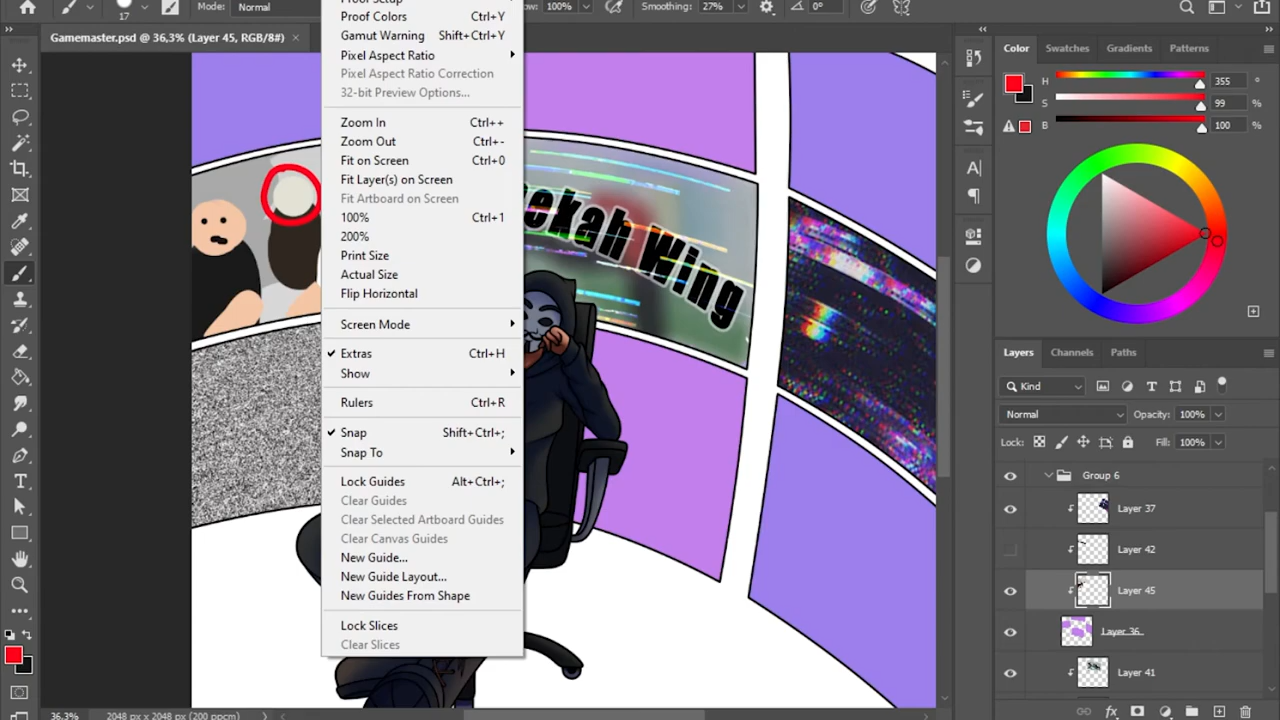 17
Mode:
Normal
100%
Smoothing:
27%
0°
Gamemaster.psd @ 36,3% (Layer 45, RGB/8#)
Proof Colors Ctrl+Y
Gamut Warning Shift+Ctrl+Y
Pixel Aspect Ratio
Pixel Aspect Ratio Correction
32-bit Preview Options...
Zoom In Ctrl++
Zoom Out Ctrl+-
Fit on Screen Ctrl+0
Fit Layer(s) on Screen
Fit Artboard on Screen
100% Ctrl+1
200%
Print Size
Actual Size
Flip Horizontal
Screen Mode
Extras Ctrl+H
Show
Rulers Ctrl+R
Snap Shift+Ctrl+;
Snap To
Lock Guides Alt+Ctrl+;
Clear Guides
Clear Selected Artboard Guides
Clear Canvas Guides
New Guide...
New Guide Layout...
New Guides From Shape
Lock Slices
Clear Slices
ekah Wing
Color Swatches Gradients Patterns
H 355 °
S 99 %
B 100 %
Layers Channels Paths
Kind
Normal Opacity: 100%
Lock: Fill: 100%
Group 6
Layer 37
Layer 42
Layer 45
Layer 36
Layer 41
36,3% 2048 px x 2048 px (200 ppcm)